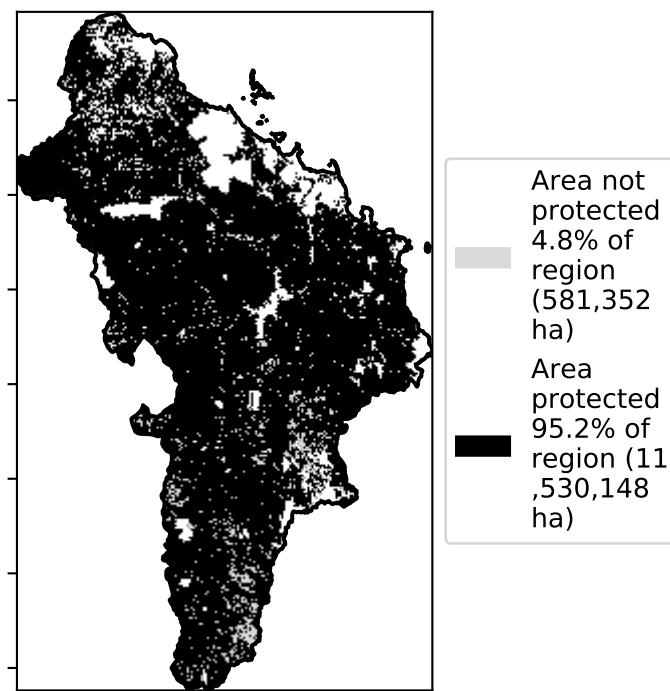 Area not
protected
4.8% of
region
(581,352
ha)
Area
protected
95.2% of
region (11
,530,148
ha)